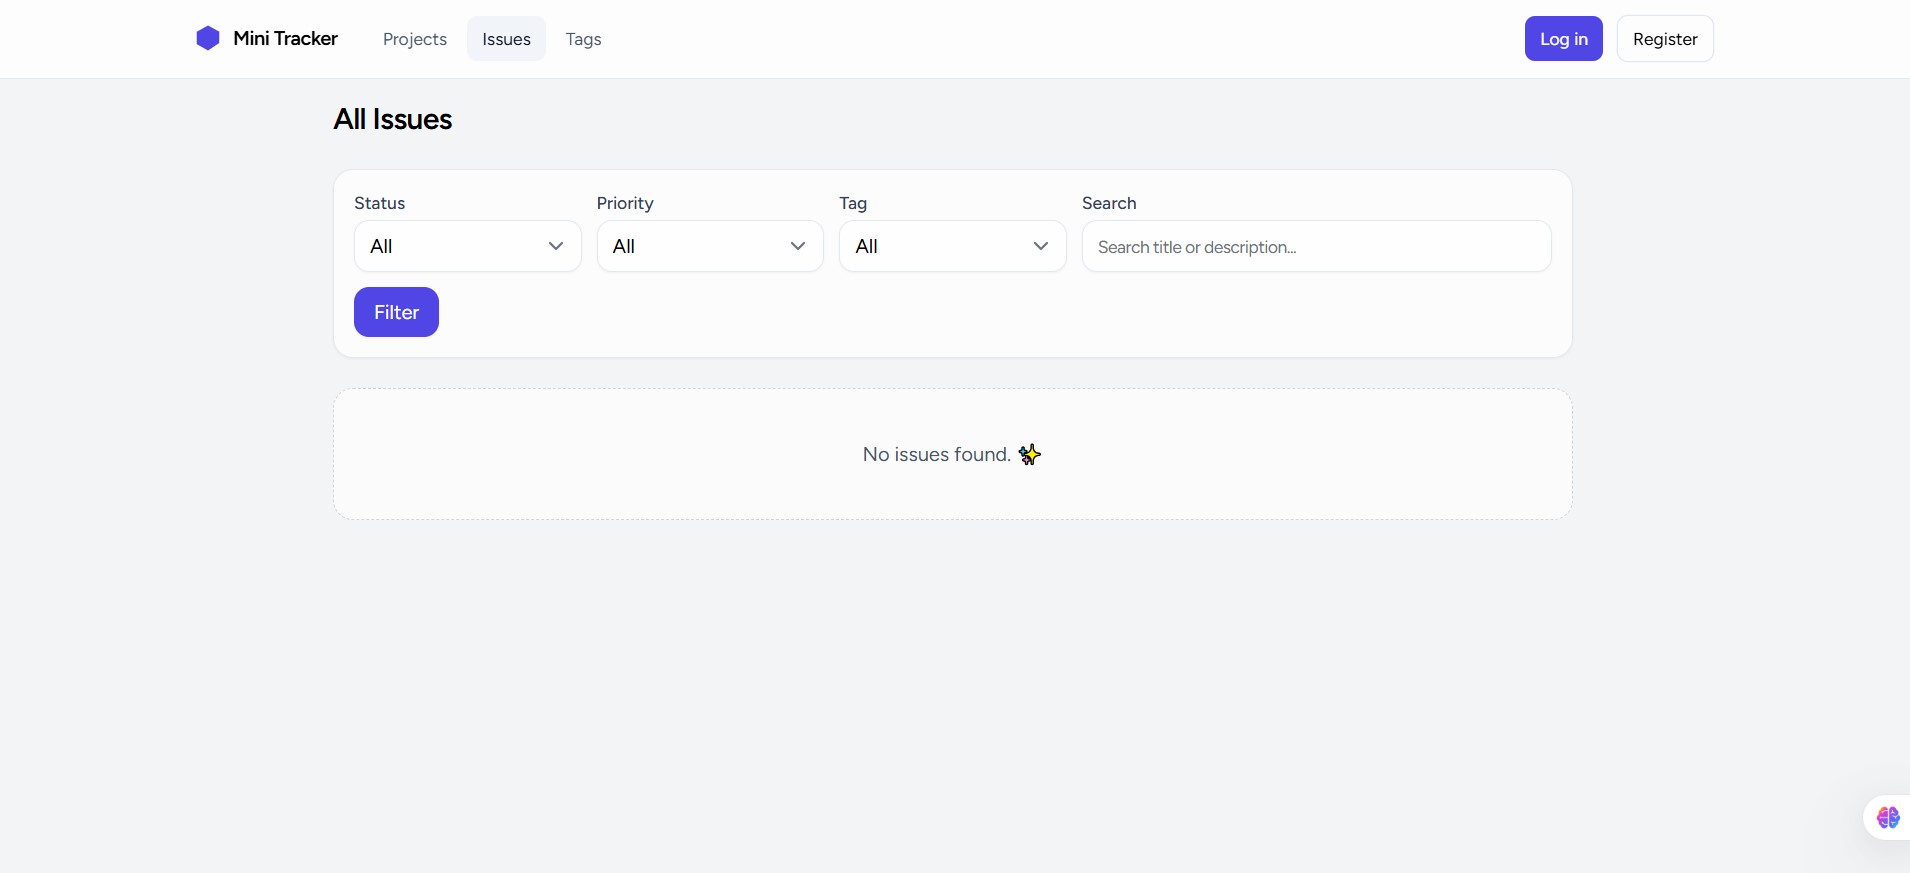 Mini Tracker Projects Issues Tags Log in Register
All Issues
Status Priority Tag Search
All All All Search title or description...
Filter
No issues found. ✨